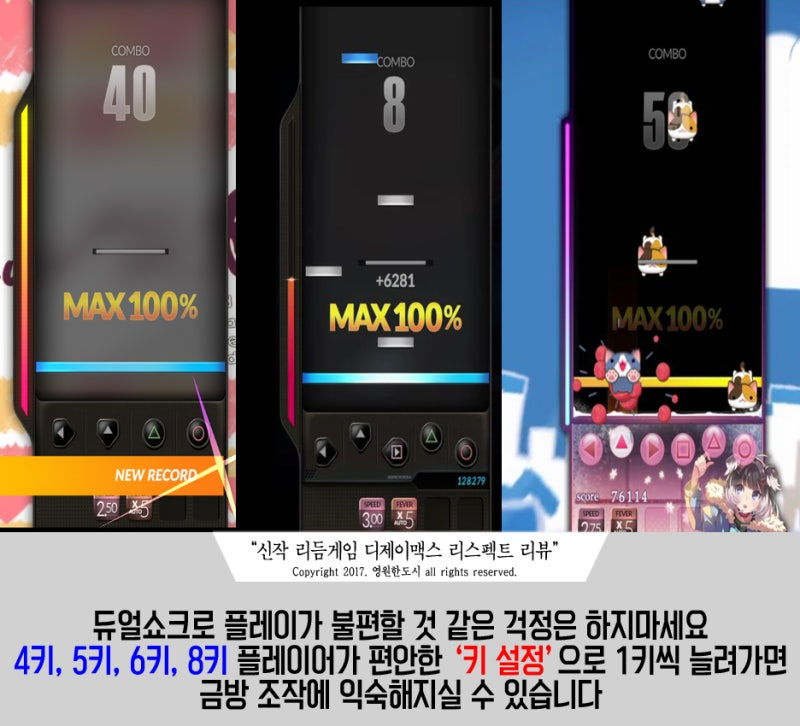 COMBO
40
MAX 100%
NEW RECORD
2.50
X5
AUTO
COMBO
8
+6281
MAX 100%
128279
SPEED
3.00
FEVER
X5
AUTO
COMBO
MAX 100%
score 76114
SPEED
2.75
FEVER
X5
“신작 리듬게임 디제이맥스 리스펙트 리뷰”
Copyright 2017. 영원한도시 all rights reserved.
듀얼쇼크로 플레이가 불편할 것 같은 걱정은 하지마세요
4키, 5키, 6키, 8키 플레이어가 편안한 ‘키 설정’ 으로 1키씩 늘려가면
금방 조작에 익숙해지실 수 있습니다